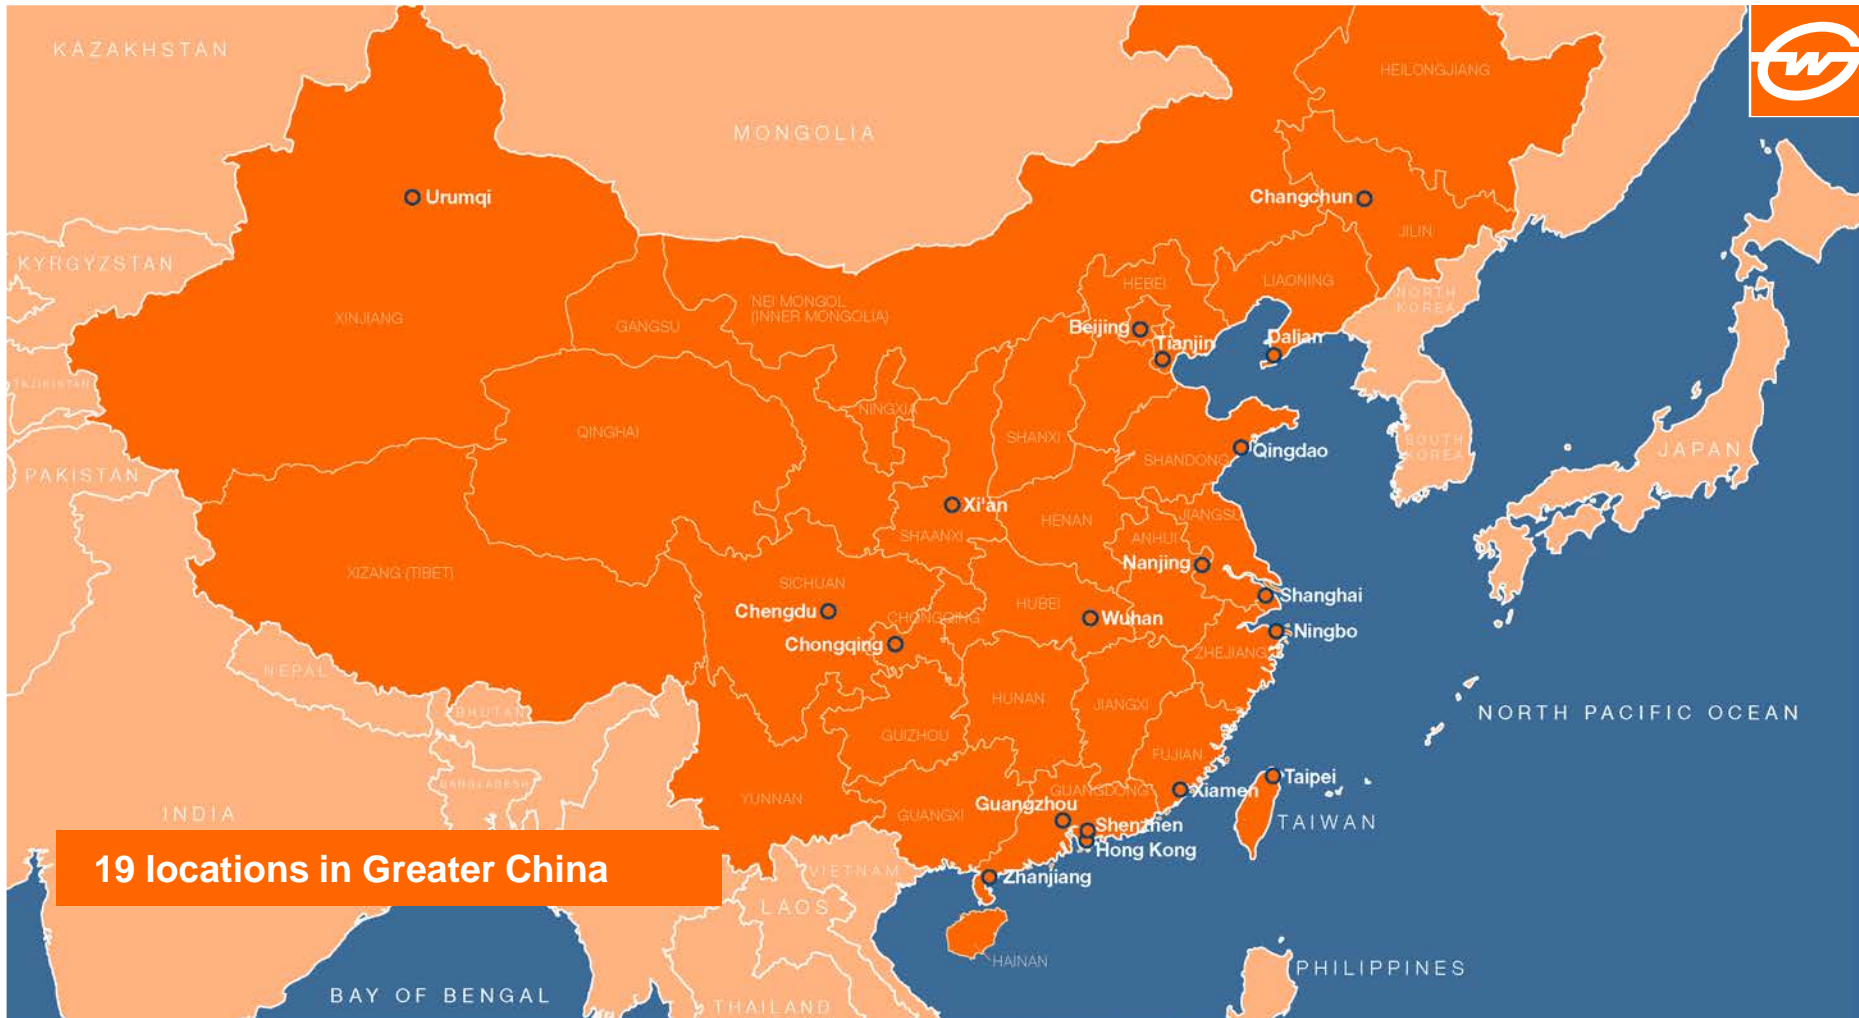 KAZAKHSTAN
HEILONGJIANG
W
MONGOLIA
Urumqi
Changchun
JILIN
KYRGYZSTAN
HEBEI
LIAONING
NORTH
KOREA
NEI MONGOL
(INNER MONGOLIA)
XINJIANG
GANGSU
Beijing
Tianjin
Dalian
TAJIKISTAN
NINGXIA
QINGHAI
SHANXI
SOUTH
KOREA
JAPAN
Qingdao
SHANDONG
PAKISTAN
Xi'an
HENAN
JIANGSU
SHAANXI
ANHUI
Nanjing
XIZANG (TIBET)
SICHUAN
Shanghai
HUBEI
Chengdu
CHONGQING
Wuhan
Ningbo
Chongqing
ZHEJIANG
NEPAL
HUNAN
JIANGXI
BHUTAN
NORTH PACIFIC OCEAN
GUIZHOU
FUJIAN
Taipei
BANGLADESH
YUNNAN
GUANGDONG
Xiamen
Guangzhou
INDIA
GUANGXI
TAIWAN
Shenzhen
Hong Kong
19 locations in Greater China
VIETNAM
Zhanjiang
LAOS
HAINAN
PHILIPPINES
BAY OF BENGAL
THAILAND